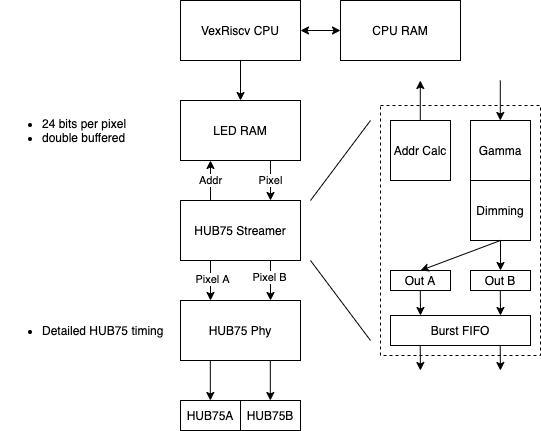 VexRiscv CPU
CPU RAM
24 bits per pixel
double buffered
LED RAM
Addr
Pixel
HUB75 Streamer
Pixel A
Pixel B
Detailed HUB75 timing
HUB75 Phy
HUB75A
HUB75B
Addr Calc
Gamma
Dimming
Out A
Out B
Burst FIFO